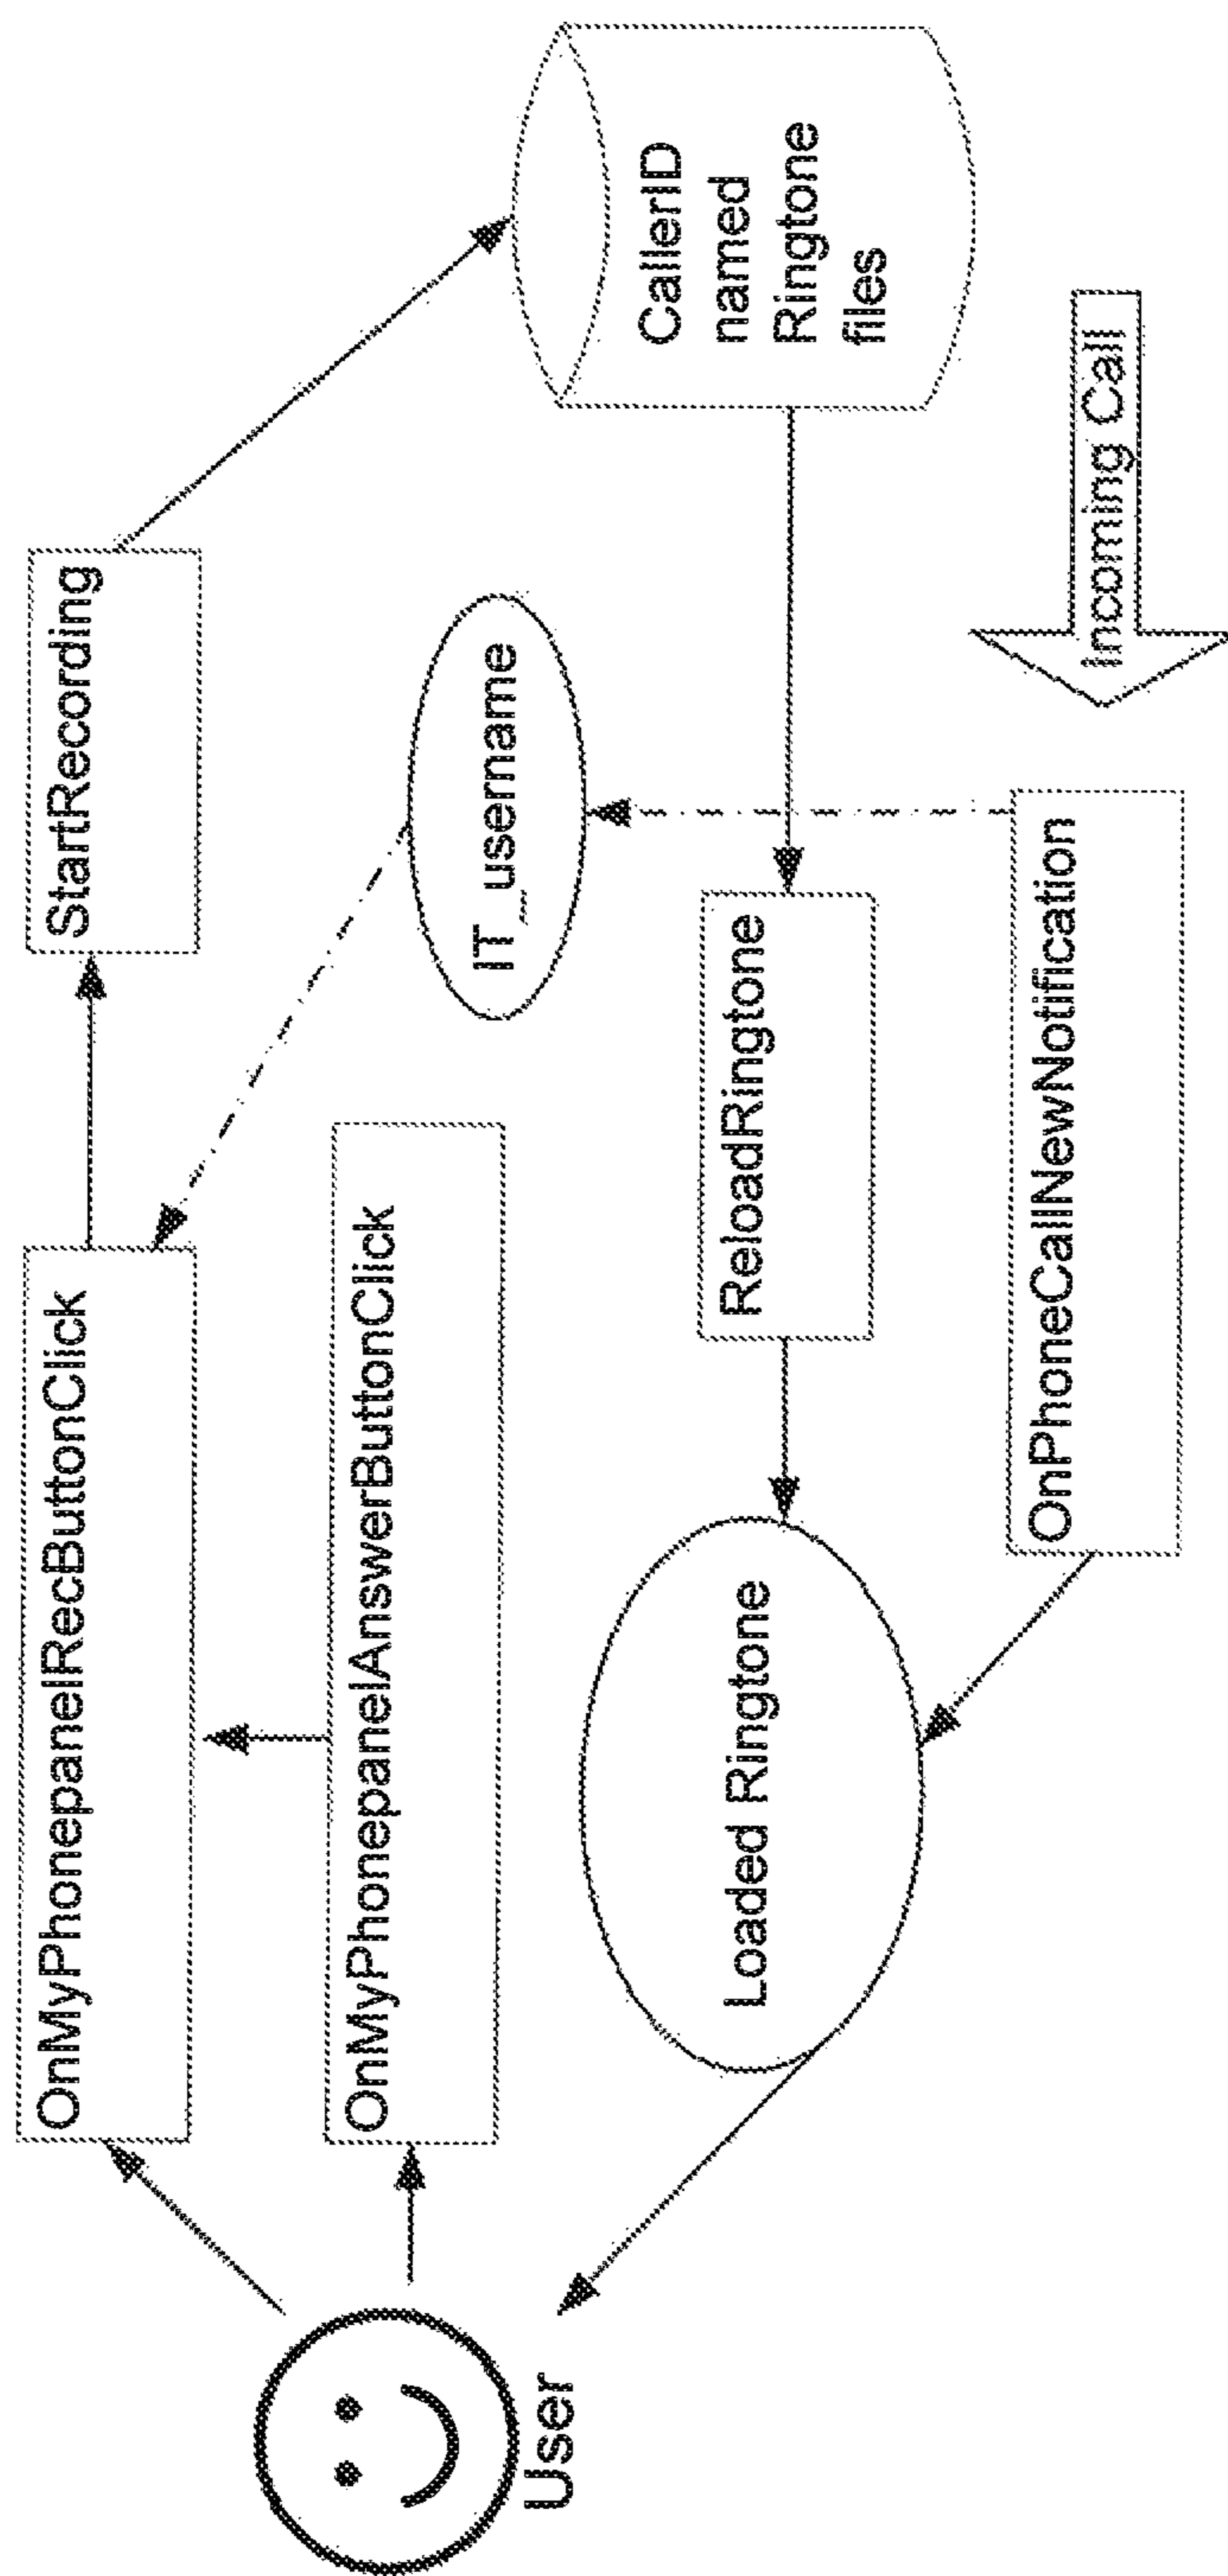 OnMyPhonepanelRecButtonClick
StartRecording
OnMyPhonepanelAnswerButtonClick
User
IT_username
CallerID
named
Ringtone
files
Loaded Ringtone
ReloadRingtone
OnPhoneCallNewNotification
Incoming Call